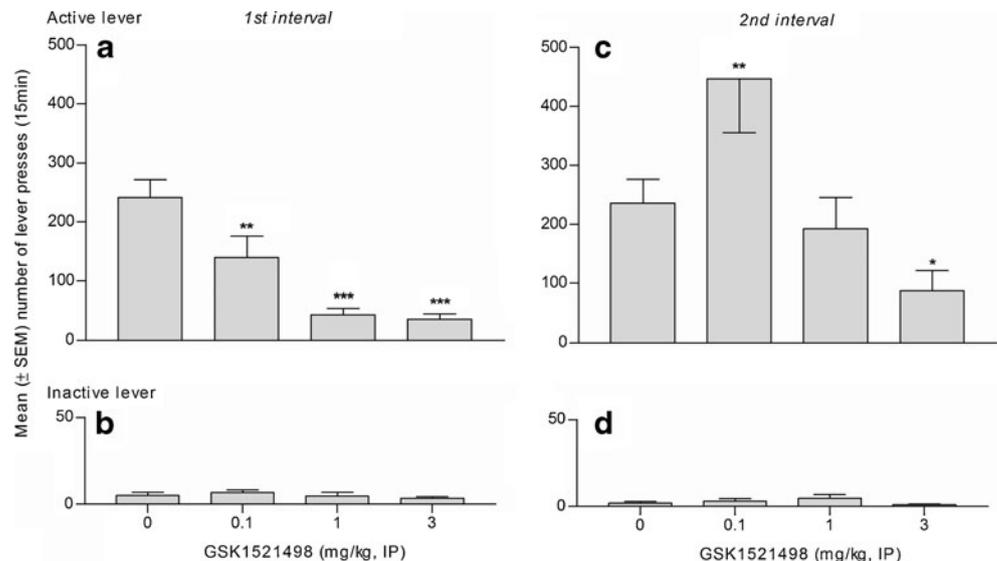 Active lever
1st interval
2nd interval
a
500
400
300
200
100
0
**
***
***
c
500
400
300
200
100
0
**
*
Mean (± SEM) number of lever presses (15min)
Inactive lever
b
50
0
0 0.1 1 3
GSK1521498 (mg/kg, IP)
d
50
0
0 0.1 1 3
GSK1521498 (mg/kg, IP)